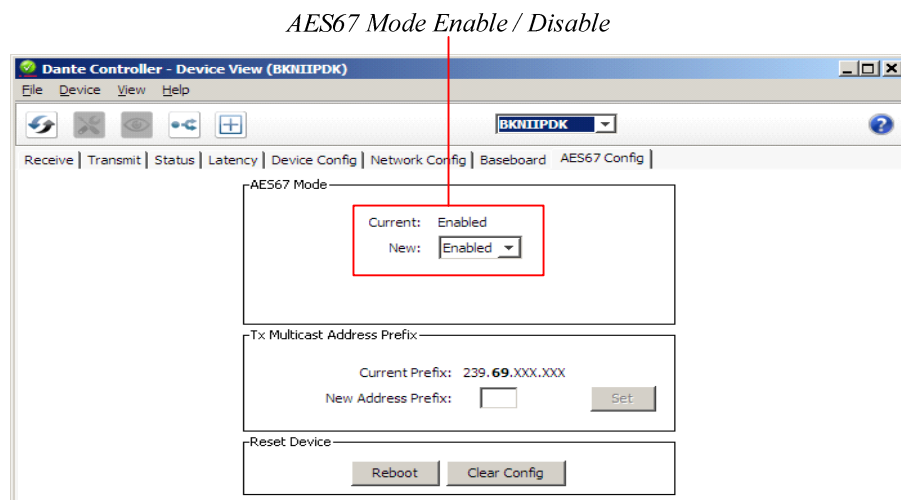 AES67 Mode Enable / Disable
Dante Controller - Device View (BKNIIPDK)
File Device View Help
BKNIIPDK
Receive Transmit Status Latency Device Config Network Config Baseboard AES67 Config
AES67 Mode
Current: Enabled
New: Enabled
Tx Multicast Address Prefix
Current Prefix: 239.69.XXX.XXX
New Address Prefix: Set
Reset Device
Reboot Clear Config